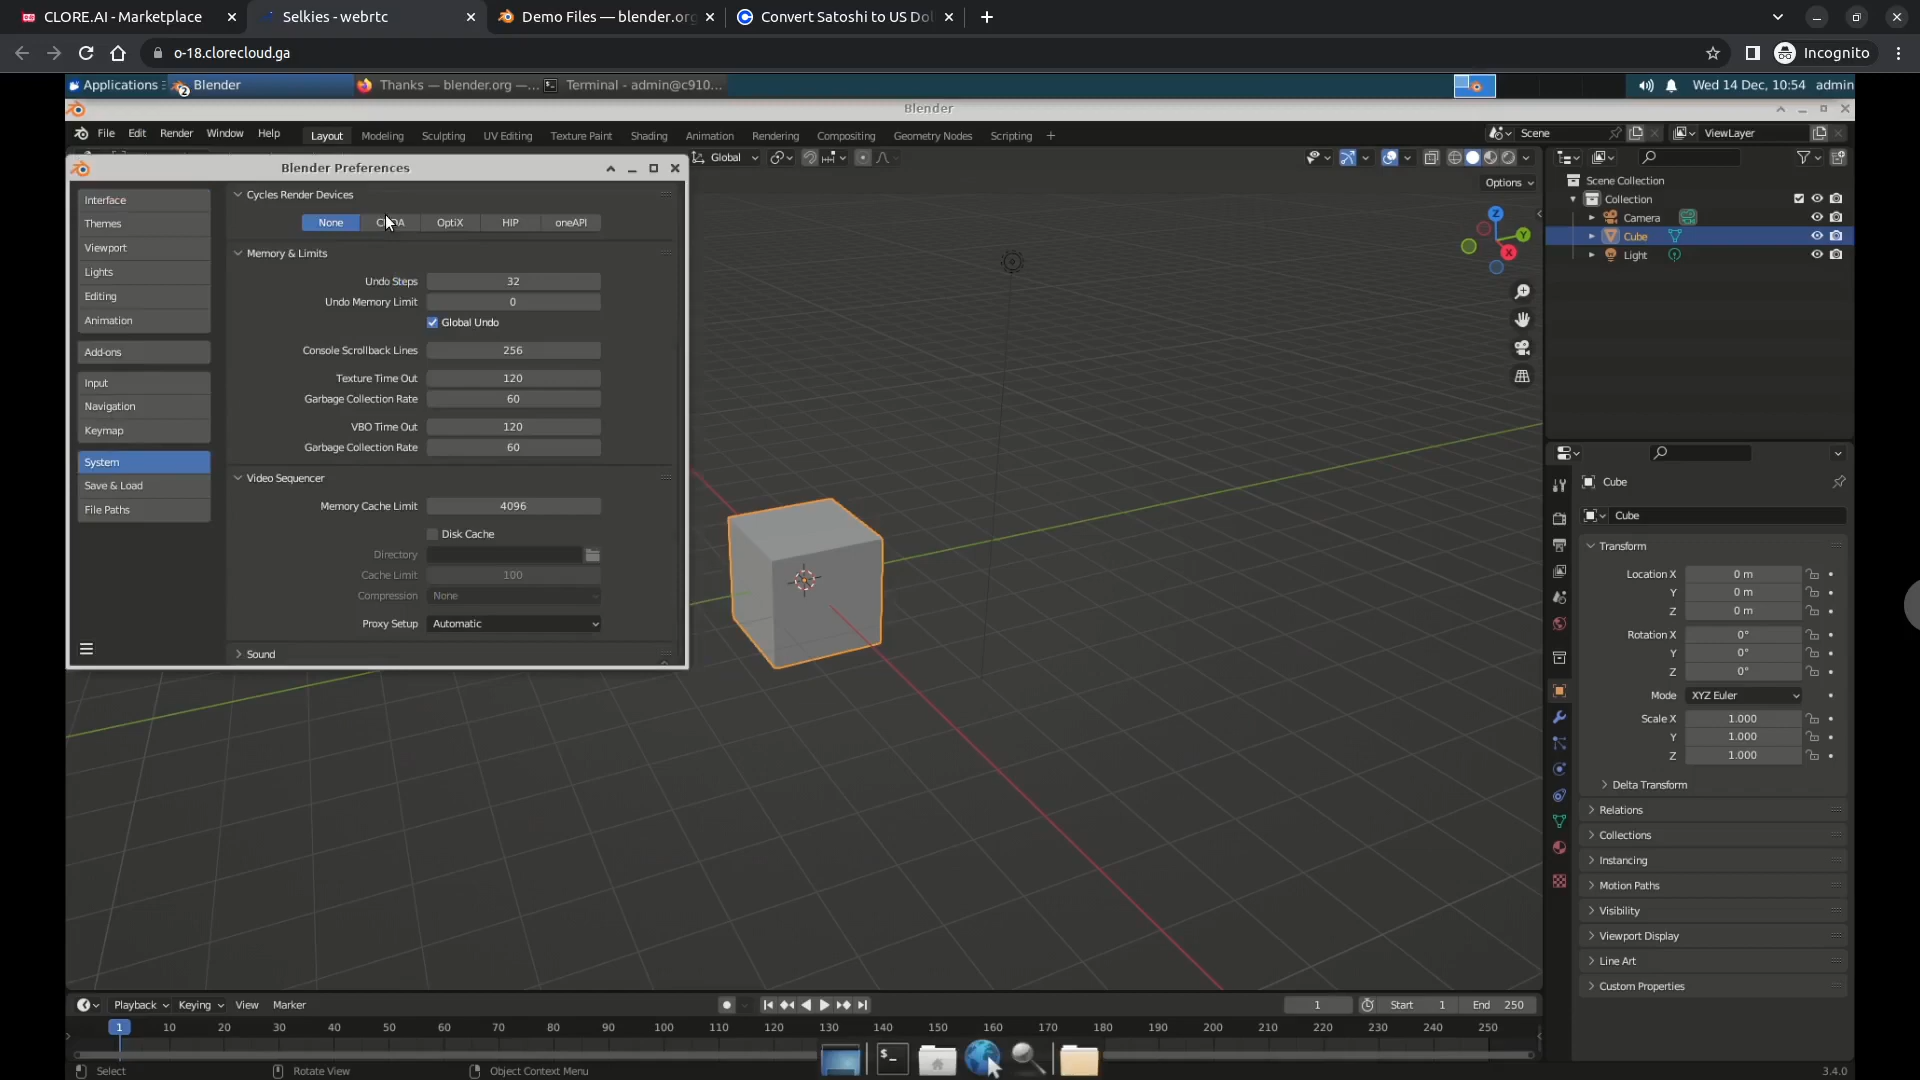 CLORE.AI - Marketplace
Selkies - webrtc
Demo Files — blender.org
Convert Satoshi to US Dol
o-18.clorecloud.ga
Incognito
Applications
2
Blender
Thanks — blender.org —...
Terminal - admin@c910...
Wed 14 Dec, 10:54
admin
Blender
File
Edit
Render
Window
Help
Layout
Modeling
Sculpting
UV Editing
Texture Paint
Shading
Animation
Rendering
Compositing
Geometry Nodes
Scripting
Scene
ViewLayer
Blender Preferences
Global
Options
Interface
Themes
Viewport
Lights
Editing
Animation
Add-ons
Input
Navigation
Keymap
System
Save & Load
File Paths
Cycles Render Devices
None
OptiX
HIP
oneAPI
Memory & Limits
Undo Steps 32
Undo Memory Limit 0
Global Undo
Console Scrollback Lines 256
Texture Time Out 120
Garbage Collection Rate 60
VBO Time Out 120
Garbage Collection Rate 60
Video Sequencer
Memory Cache Limit 4096
Disk Cache
Directory
Cache Limit 100
Compression None
Proxy Setup Automatic
Sound
Z
Y
X
Scene Collection
Collection
Camera
Cube
Light
Cube
Cube
Transform
Location X 0 m
Y 0 m
Z 0 m
Rotation X 0°
Y 0°
Z 0°
Mode XYZ Euler
Scale X 1.000
Y 1.000
Z 1.000
Delta Transform
Relations
Collections
Instancing
Motion Paths
Visibility
Viewport Display
Line Art
Custom Properties
Playback
Keying
View
Marker
1
Start 1
End 250
1 10 20 30 40 50 60 70 80 90 100 110 120 130 140 150 160 170 180 190 200 210 220 230 240 250
Select
Rotate View
Object Context Menu
3.4.0